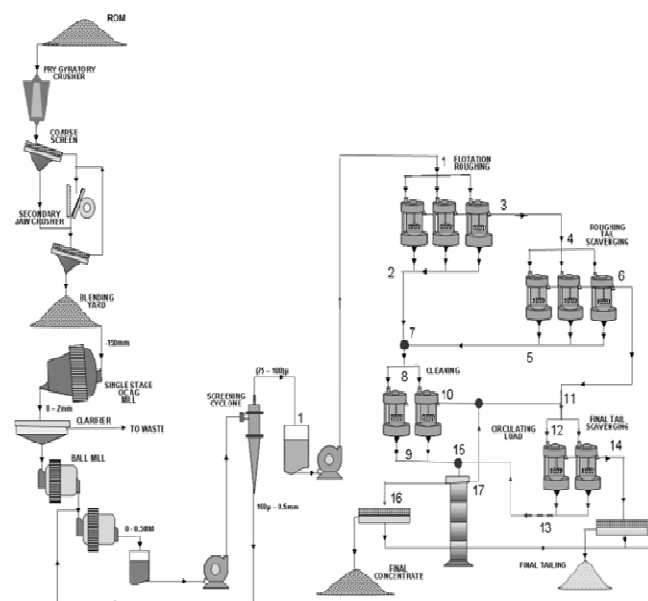 ROM
PRY GYRATORY
CRUSHER
COARSE
SCREEN
SECONDARY
JAW CRUSHER
BLENDING
YARD
-150mm
SINGLE STAGE
OC AG
MILL
0 - 2mm
CLARIFIER
TO WASTE
BALL MILL
0 - 0.5MM
SCREENING
CYCLONE
(75 - 100µ
1
100µ - 0.5mm
1
FLOTATION
ROUGHING
3
4
ROUGHING
TAIL
SCAVENGING
6
2
5
7
8
CLEANING
10
11
CIRCULATING
LOAD
FINAL TAIL
SCAVENGING
12
14
9
15
16
17
13
FINAL
CONCENTRATE
FINAL TAILING